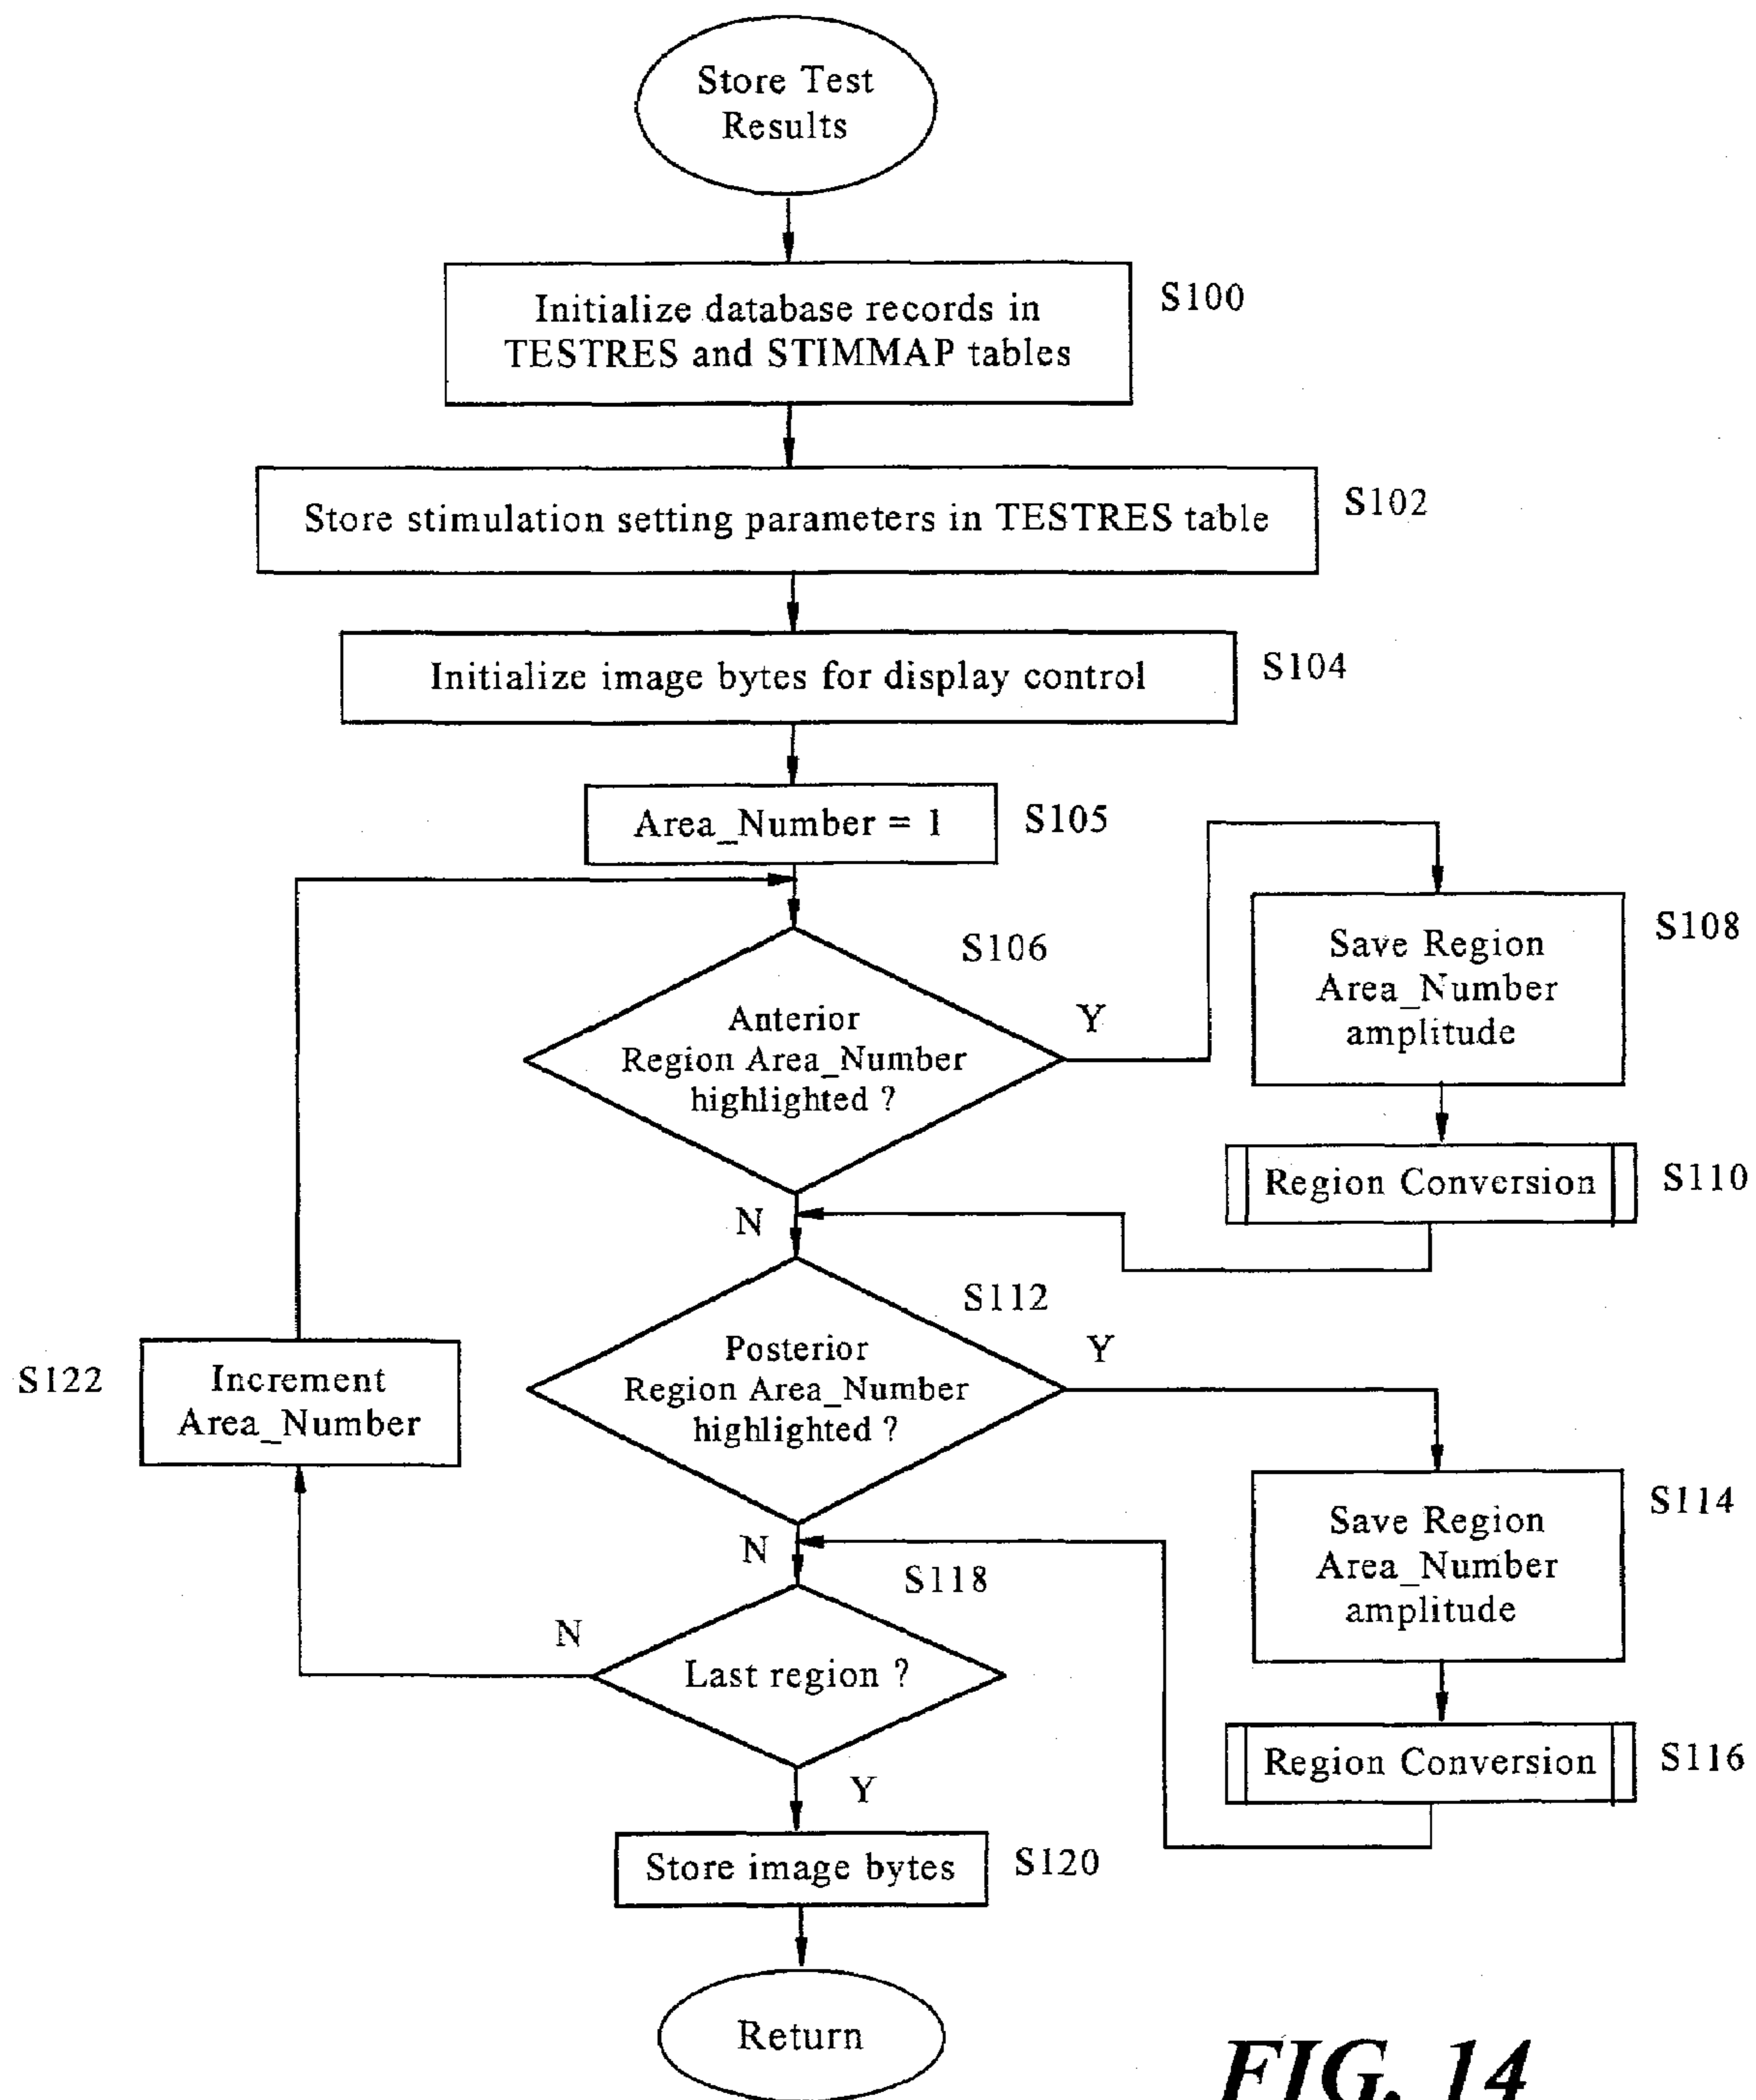 Store Test
Results
Initialize database records in
TESTRES and STIMMAP tables
S100
Store stimulation setting parameters in TESTRES table
S102
Initialize image bytes for display control
S104
Area_Number = 1
S105
S106
Anterior
Region Area_Number
highlighted ?
Y
N
Save Region
Area_Number
amplitude
S108
Region Conversion
S110
S112
Posterior
Region Area_Number
highlighted ?
Y
N
S122
Increment
Area_Number
Save Region
Area_Number
amplitude
S114
Region Conversion
S116
S118
Last region ?
N
Y
Store image bytes
S120
Return
FIG. 14